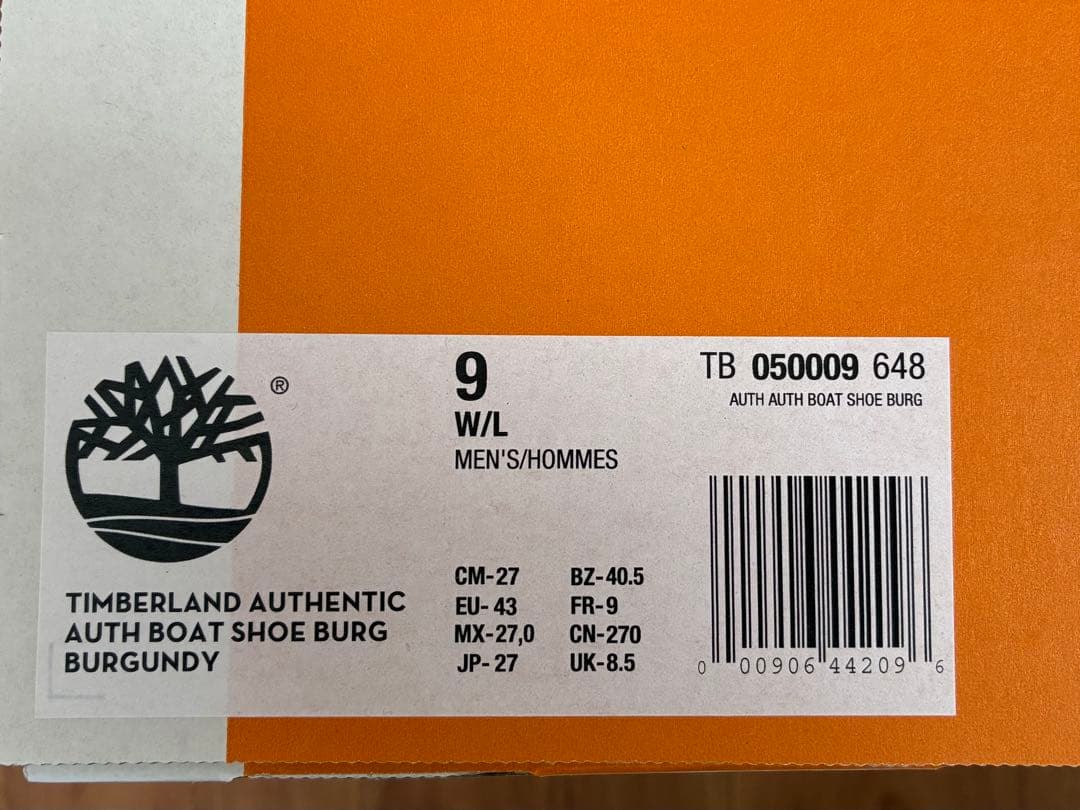 ®
9
W/L
MEN'S/HOMMES
TB 050009 648
AUTH AUTH BOAT SHOE BURG
TIMBERLAND AUTHENTIC
AUTH BOAT SHOE BURG
BURGUNDY
CM-27 BZ-40.5
EU-43 FR-9
MX-27,0 CN-270
JP-27 UK-8.5
0 00906 44209 6